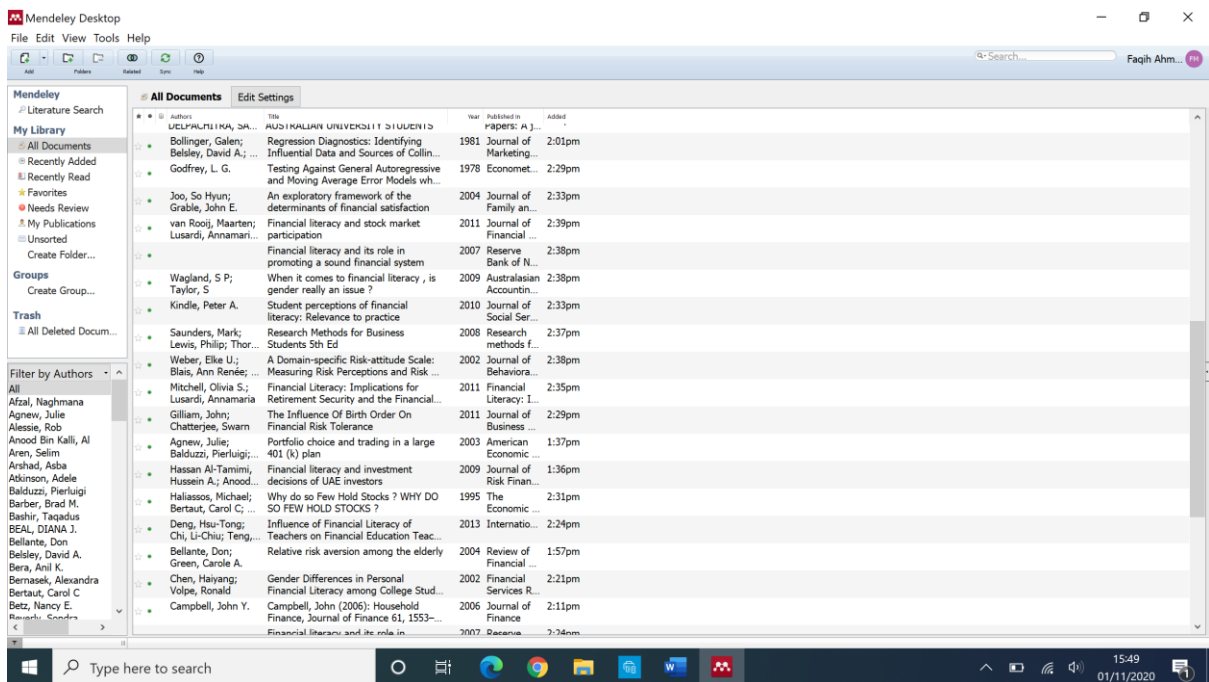 Mendeley Desktop
File Edit View Tools Help
Add Folders Related Sync Help
Search...
Faqih Ahm... FH
Mendeley
Literature Search
My Library
All Documents
Recently Added
Recently Read
Favorites
Needs Review
My Publications
Unsorted
Create Folder...
Groups
Create Group...
Trash
All Deleted Docum...
Filter by Authors
All
Afzal, Naghmana
Agnew, Julie
Alessie, Rob
Anood Bin Kalli, Al
Aren, Selim
Arshad, Asba
Atkinson, Adele
Balduzzi, Pierluigi
Barber, Brad M.
Bashir, Taqadus
BEAL, DIANA J.
Bellante, Don
Belsley, David A.
Bera, Anil K.
Bernasek, Alexandra
Bertaut, Carol C
Betz, Nancy E.
Beverly, Sondra
All Documents Edit Settings
Authors Title Year Published In Added
DELPACHITRA, SA... AUSTRALIAN UNIVERSITY STUDENTS Papers: A j...
Bollinger, Galen; Regression Diagnostics: Identifying 1981 Journal of 2:01pm
Belsley, David A.; ... Influential Data and Sources of Collin... Marketing...
Godfrey, L. G. Testing Against General Autoregressive 1978 Economet... 2:29pm
and Moving Average Error Models wh...
Joo, So Hyun; An exploratory framework of the 2004 Journal of 2:33pm
Grable, John E. determinants of financial satisfaction Family an...
van Rooij, Maarten; Financial literacy and stock market 2011 Journal of 2:39pm
Lusardi, Annamari... participation Financial ...
Financial literacy and its role in 2007 Reserve 2:38pm
promoting a sound financial system Bank of N...
Wagland, S P; When it comes to financial literacy , is 2009 Australasian 2:38pm
Taylor, S gender really an issue ? Accountin...
Kindle, Peter A. Student perceptions of financial 2010 Journal of 2:33pm
literacy: Relevance to practice Social Ser...
Saunders, Mark; Research Methods for Business 2008 Research 2:37pm
Lewis, Philip; Thor... Students 5th Ed methods f...
Weber, Elke U.; A Domain-specific Risk-attitude Scale: 2002 Journal of 2:38pm
Blais, Ann Renée; ... Measuring Risk Perceptions and Risk ... Behaviora...
Mitchell, Olivia S.; Financial Literacy: Implications for 2011 Financial 2:35pm
Lusardi, Annamaria Retirement Security and the Financial... Literacy: I...
Gilliam, John; The Influence Of Birth Order On 2011 Journal of 2:29pm
Chatterjee, Swarn Financial Risk Tolerance Business ...
Agnew, Julie; Portfolio choice and trading in a large 2003 American 1:37pm
Balduzzi, Pierluigi;... 401 (k) plan Economic ...
Hassan Al-Tamimi, Financial literacy and investment 2009 Journal of 1:36pm
Hussein A.; Anood... decisions of UAE investors Risk Finan...
Haliassos, Michael; Why do so Few Hold Stocks ? WHY DO 1995 The 2:31pm
Bertaut, Carol C; ... SO FEW HOLD STOCKS ? Economic ...
Deng, Hsu-Tong; Influence of Financial Literacy of 2013 Internatio... 2:24pm
Chi, Li-Chiu; Teng,... Teachers on Financial Education Teac...
Bellante, Don; Relative risk aversion among the elderly 2004 Review of 1:57pm
Green, Carole A. Financial ...
Chen, Haiyang; Gender Differences in Personal 2002 Financial 2:21pm
Volpe, Ronald Financial Literacy among College Stud... Services R...
Campbell, John Y. Campbell, John (2006): Household 2006 Journal of 2:11pm
Finance, Journal of Finance 61, 1553–... Finance
Financial literacy and its role in 2007 Reserve 2:24pm
Type here to search
15:49
01/11/2020